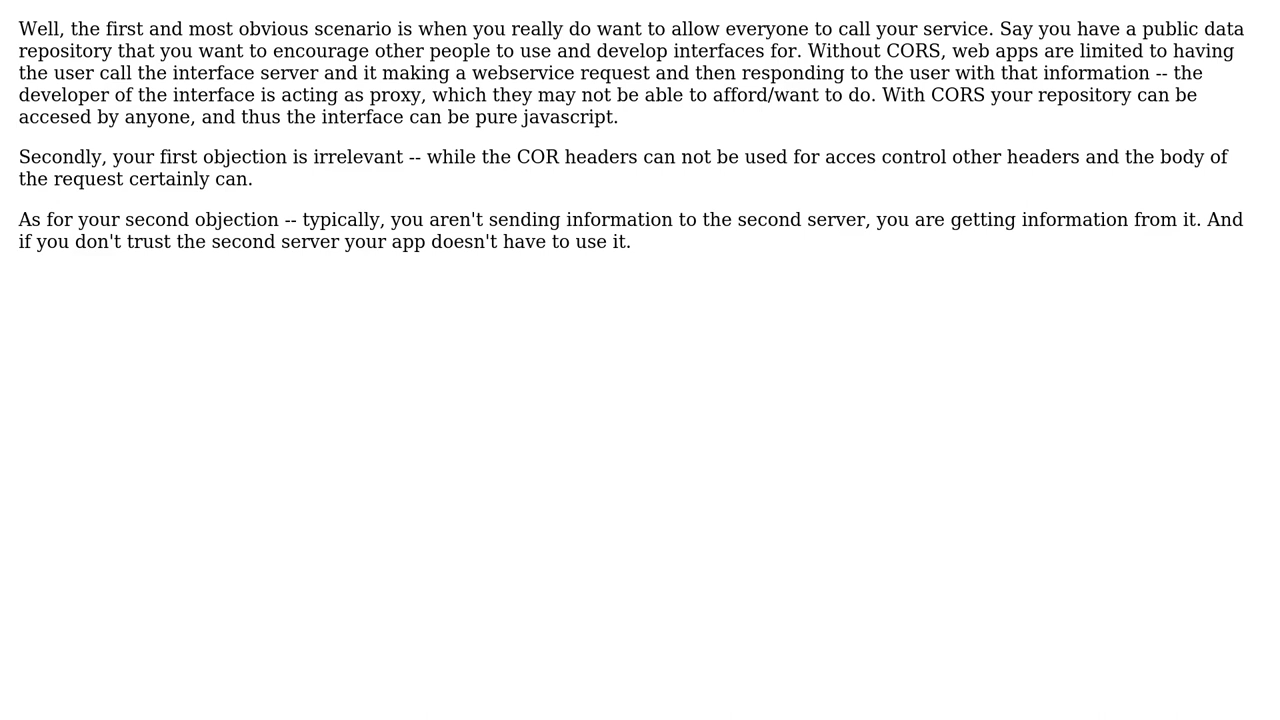 Well, the first and most obvious scenario is when you really do want to allow everyone to call your service. Say you have a public data
repository that you want to encourage other people to use and develop interfaces for. Without CORS, web apps are limited to having
the user call the interface server and it making a webservice request and then responding to the user with that information -- the
developer of the interface is acting as proxy, which they may not be able to afford/want to do. With CORS your repository can be
accesed by anyone, and thus the interface can be pure javascript.
Secondly, your first objection is irrelevant -- while the COR headers can not be used for acces control other headers and the body of
the request certainly can.
As for your second objection -- typically, you aren't sending information to the second server, you are getting information from it. And
if you don't trust the second server your app doesn't have to use it.